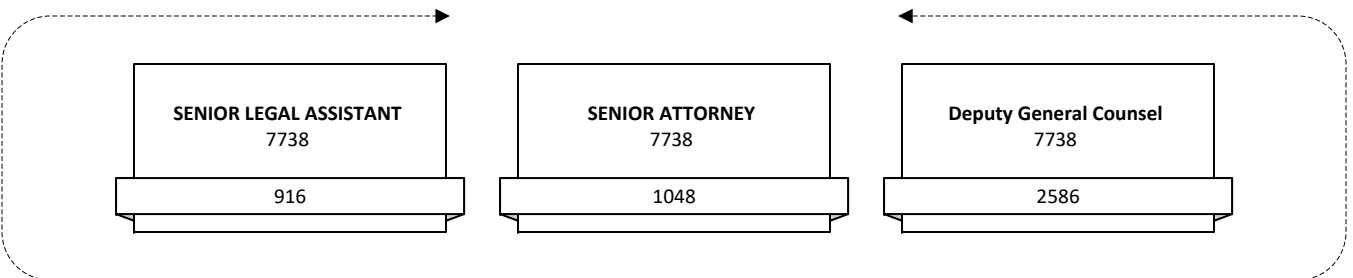 SENIOR LEGAL ASSISTANT
7738
916
SENIOR ATTORNEY
7738
1048
Deputy General Counsel
7738
2586